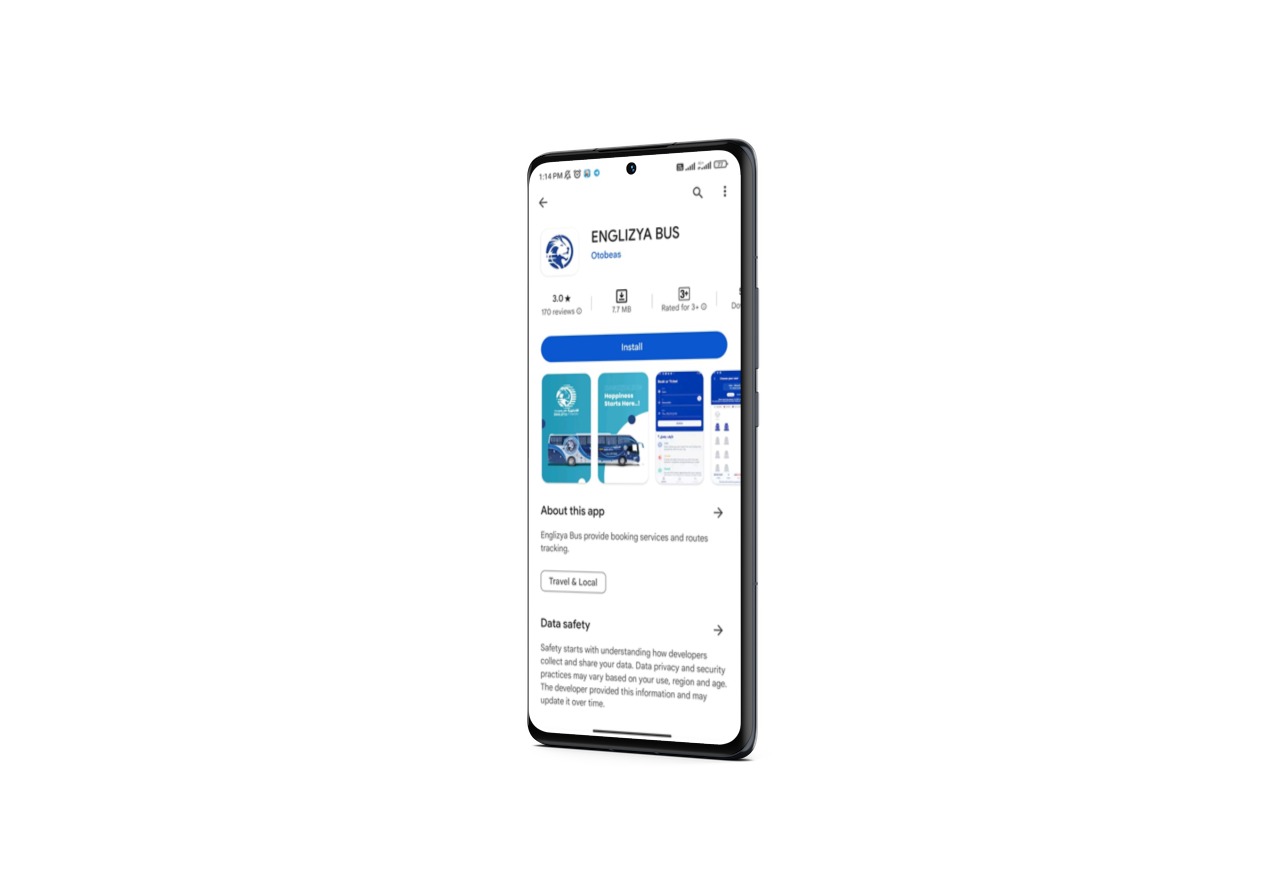 1:14 PM
ENGLIZYA BUS
Otobeas
3.0★
170 reviews
7.7 MB
3+
Rated for 3+
Install
Happiness
Starts Here..!
About this app
Englizya Bus provide booking services and routes
tracking.
Travel & Local
Data safety
Safety starts with understanding how developers
collect and share your data. Data privacy and security
practices may vary based on your use, region and age.
The developer provided this information and may
update it over time.